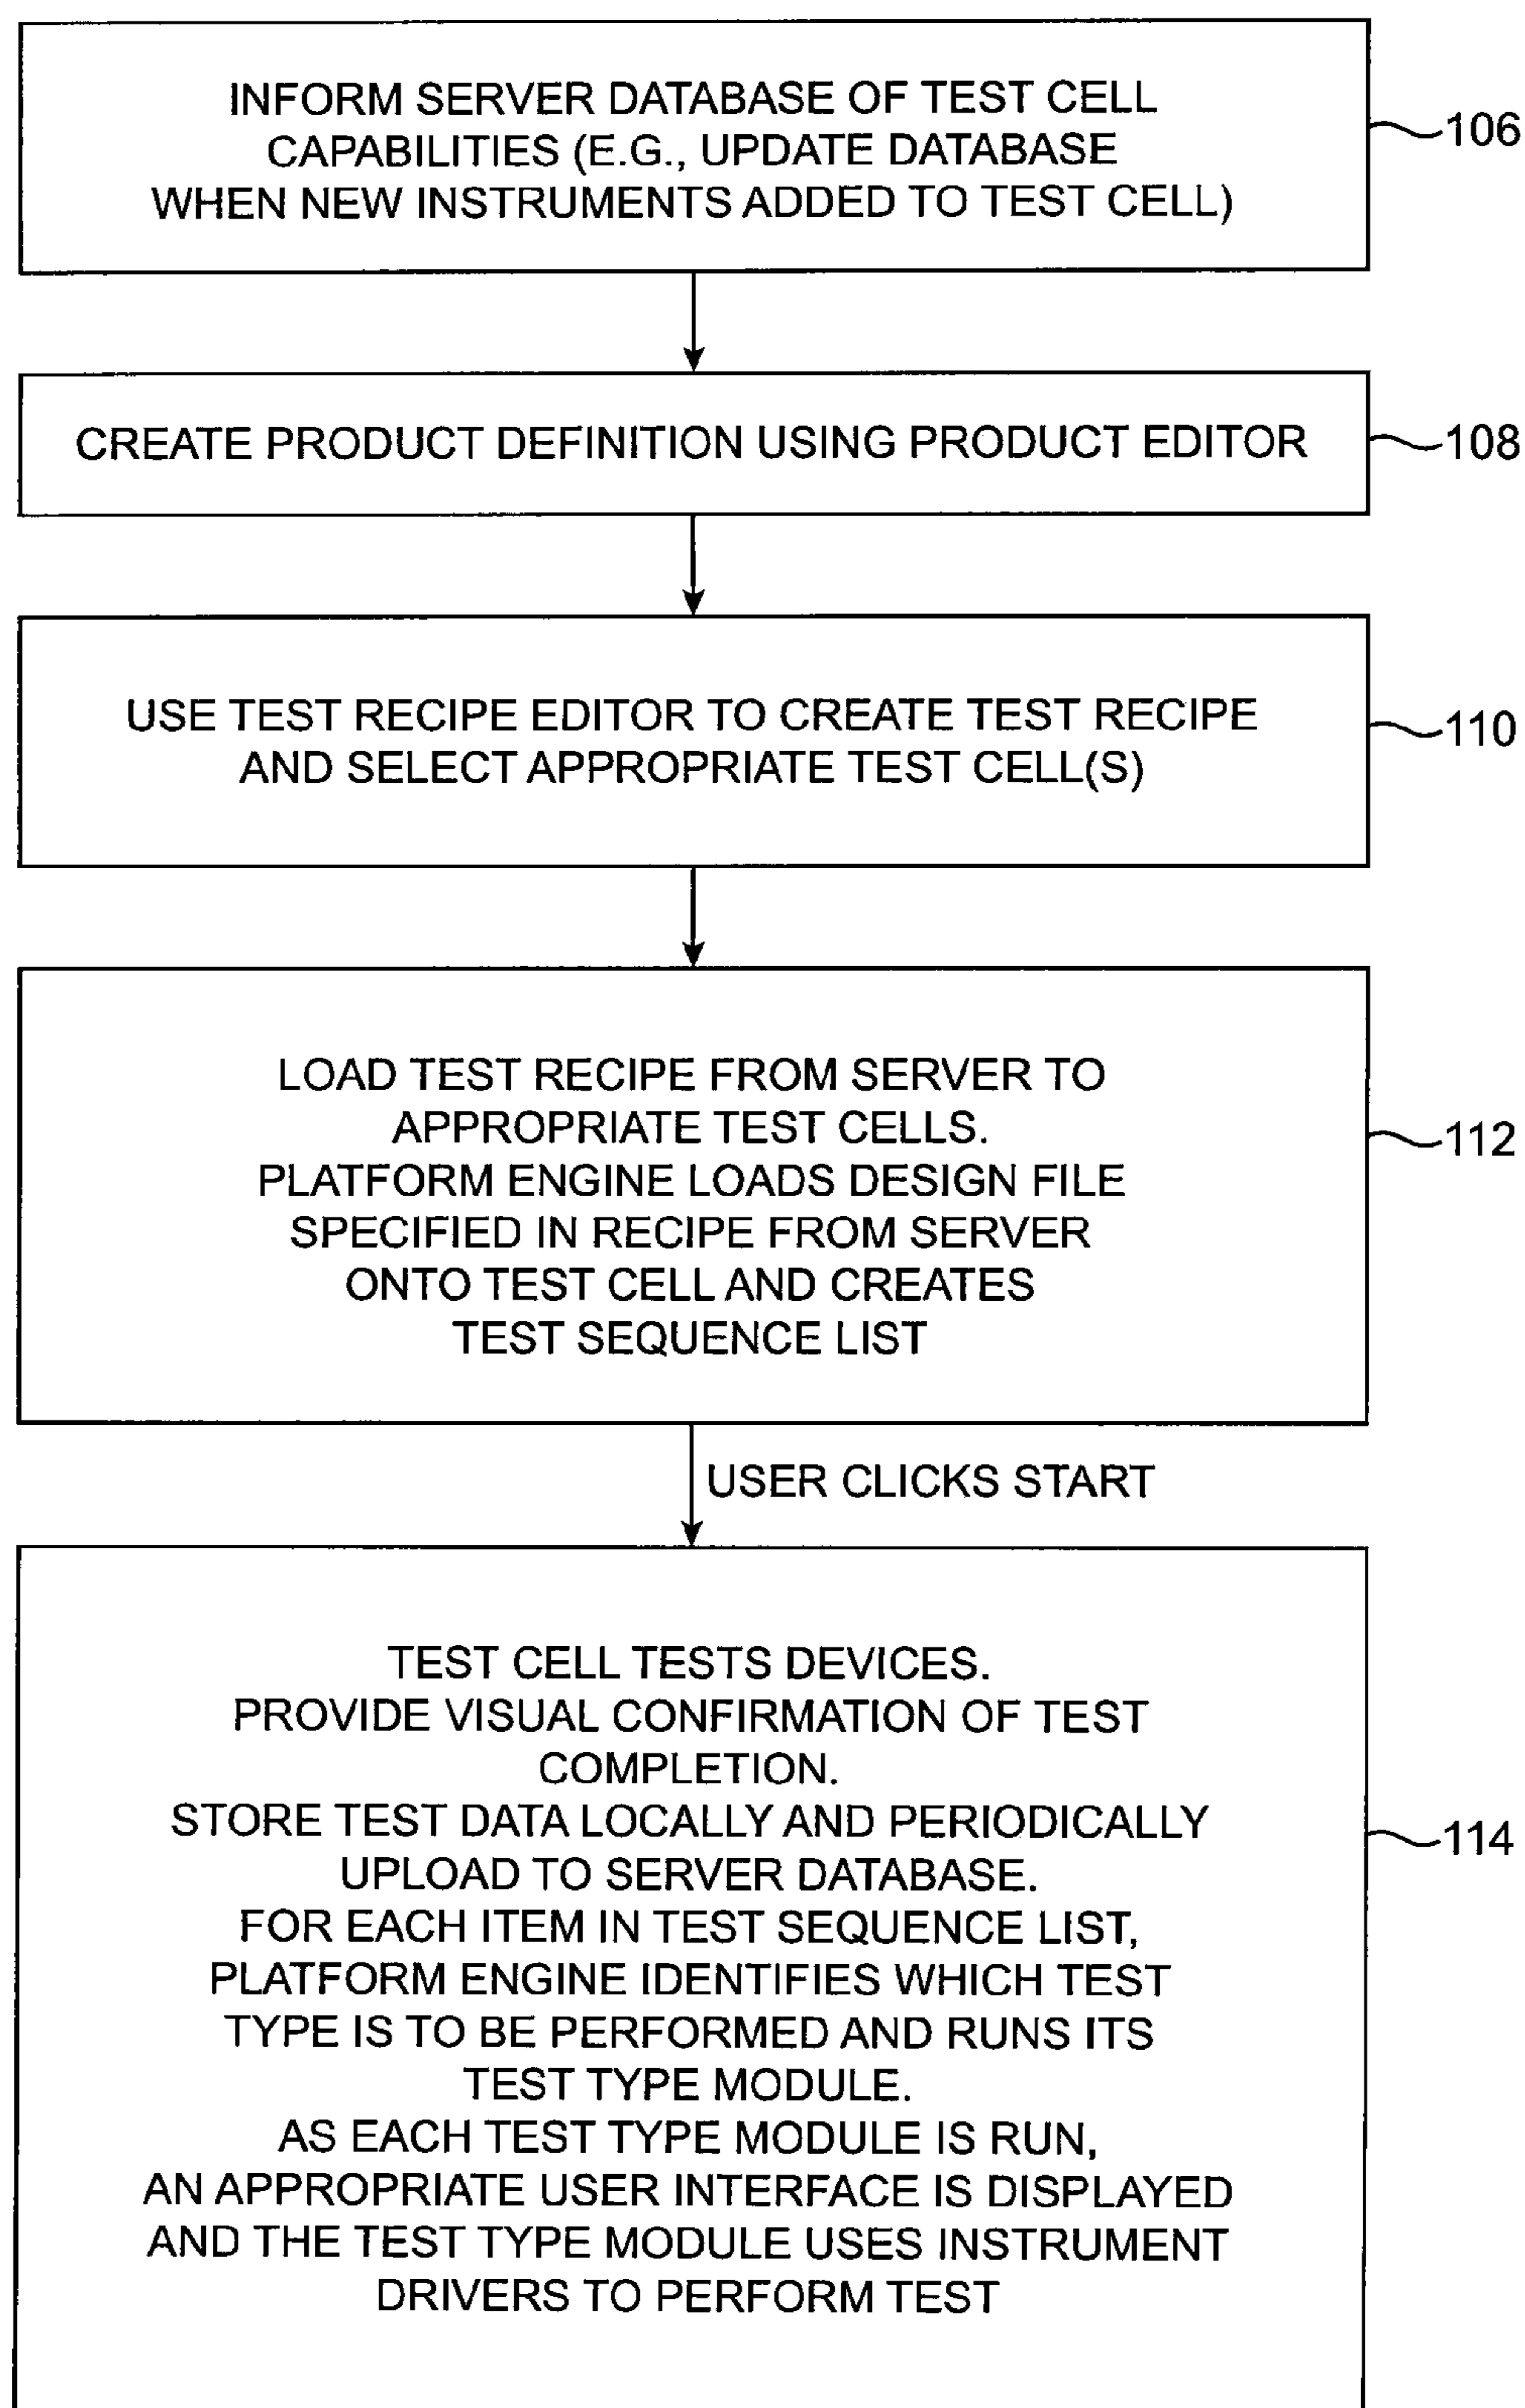 INFORM SERVER DATABASE OF TEST CELL
CAPABILITIES (E.G., UPDATE DATABASE
WHEN NEW INSTRUMENTS ADDED TO TEST CELL)
106
CREATE PRODUCT DEFINITION USING PRODUCT EDITOR
108
USE TEST RECIPE EDITOR TO CREATE TEST RECIPE
AND SELECT APPROPRIATE TEST CELL(S)
110
LOAD TEST RECIPE FROM SERVER TO
APPROPRIATE TEST CELLS.
PLATFORM ENGINE LOADS DESIGN FILE
SPECIFIED IN RECIPE FROM SERVER
ONTO TEST CELL AND CREATES
TEST SEQUENCE LIST
112
USER CLICKS START
TEST CELL TESTS DEVICES.
PROVIDE VISUAL CONFIRMATION OF TEST
COMPLETION.
STORE TEST DATA LOCALLY AND PERIODICALLY
UPLOAD TO SERVER DATABASE.
FOR EACH ITEM IN TEST SEQUENCE LIST,
PLATFORM ENGINE IDENTIFIES WHICH TEST
TYPE IS TO BE PERFORMED AND RUNS ITS
TEST TYPE MODULE.
AS EACH TEST TYPE MODULE IS RUN,
AN APPROPRIATE USER INTERFACE IS DISPLAYED
AND THE TEST TYPE MODULE USES INSTRUMENT
DRIVERS TO PERFORM TEST
114